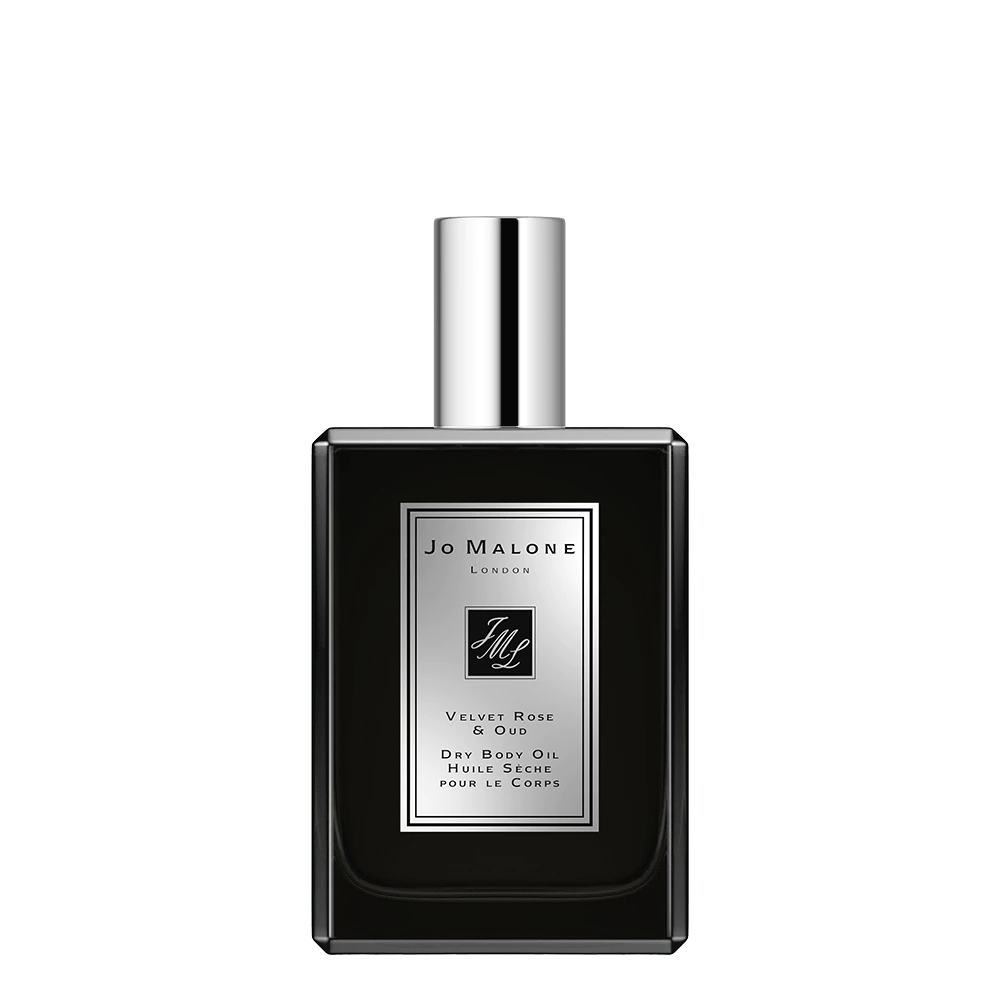 JO MALONE
LONDON
JML
VELVET ROSE
& OUD
DRY BODY OIL
HUILE SÈCHE
POUR LE CORPS